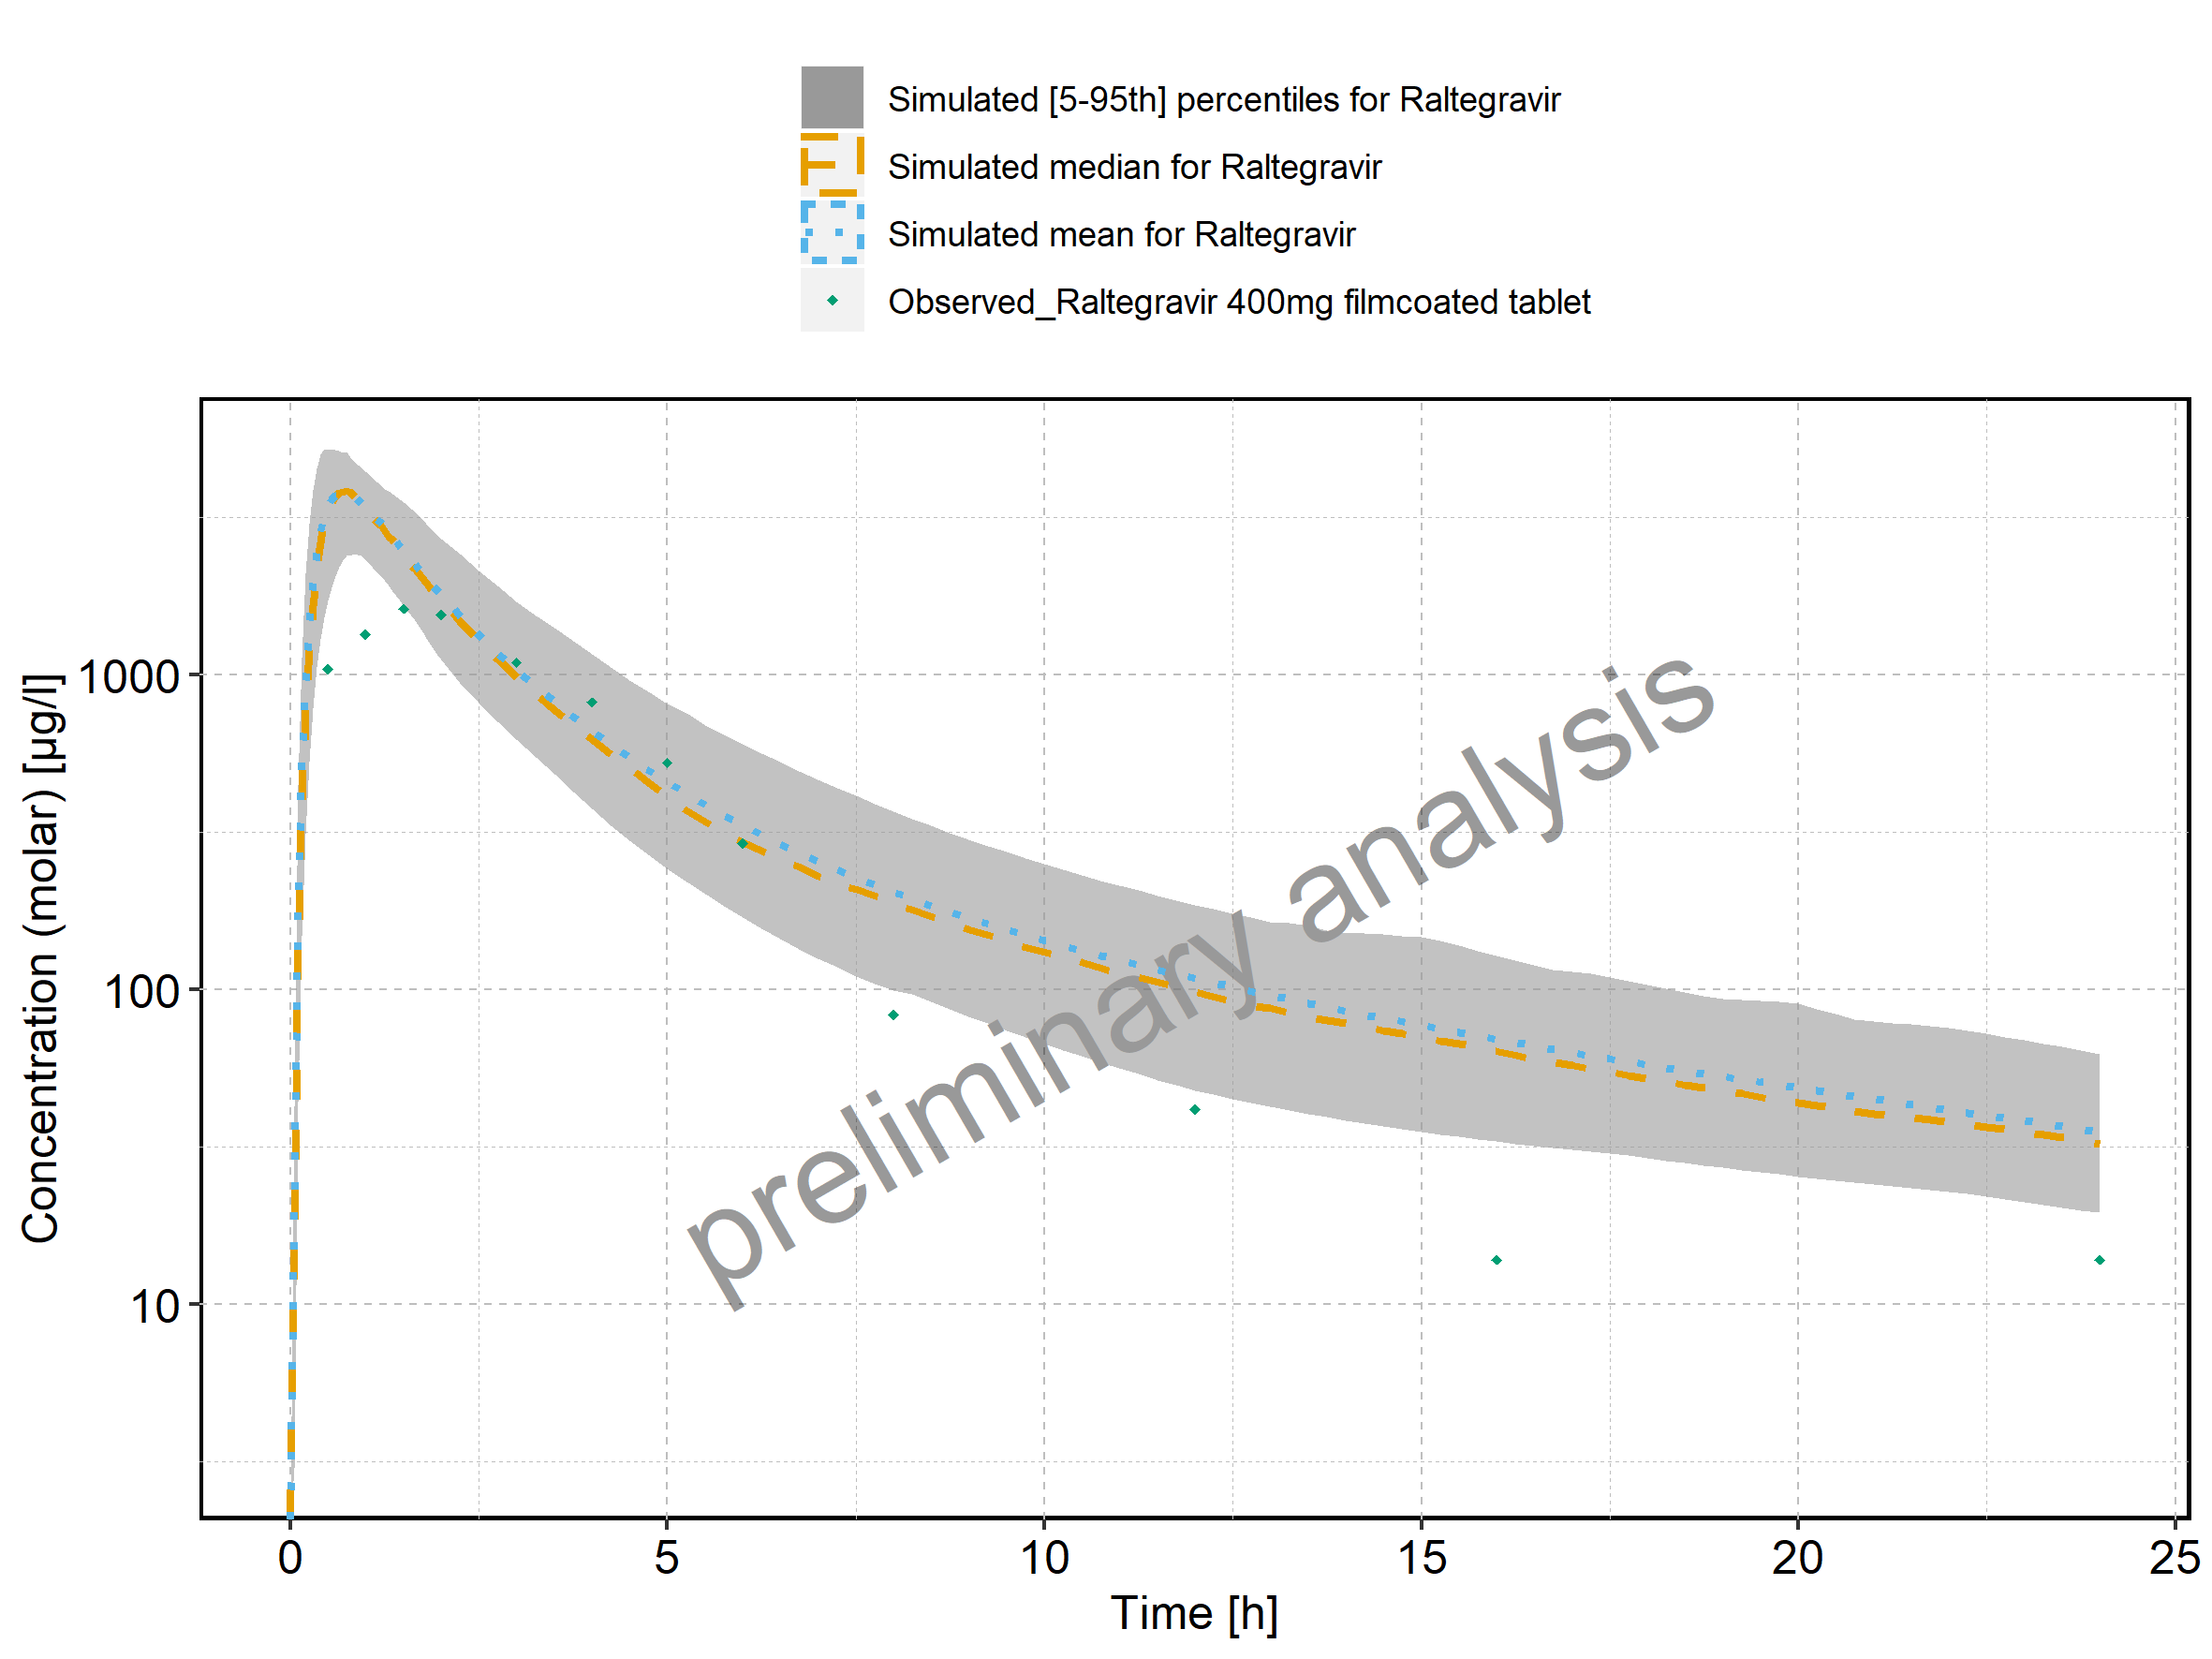 Simulated [5-95th] percentiles for Raltegravir
Simulated median for Raltegravir
Simulated mean for Raltegravir
Observed_Raltegravir 400mg filmcoated tablet
Concentration (molar) [µg/l]
1000
100
10
preliminary analysis
0 5 10 15 20 25
Time [h]